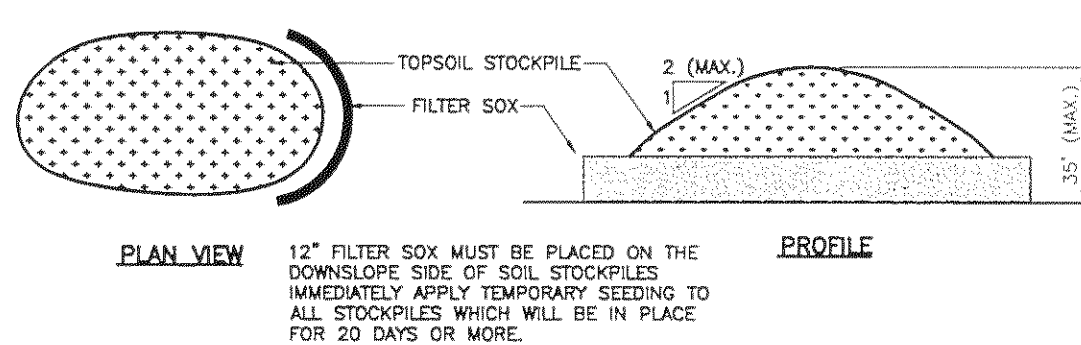 TOPSOIL STOCKPILE
FILTER SOX
2 (MAX.)
1
35' (MAX.)
PLAN VIEW
12" FILTER SOX MUST BE PLACED ON THE
DOWNSLOPE SIDE OF SOIL STOCKPILES
IMMEDIATELY APPLY TEMPORARY SEEDING TO
ALL STOCKPILES WHICH WILL BE IN PLACE
FOR 20 DAYS OR MORE.
PROFILE